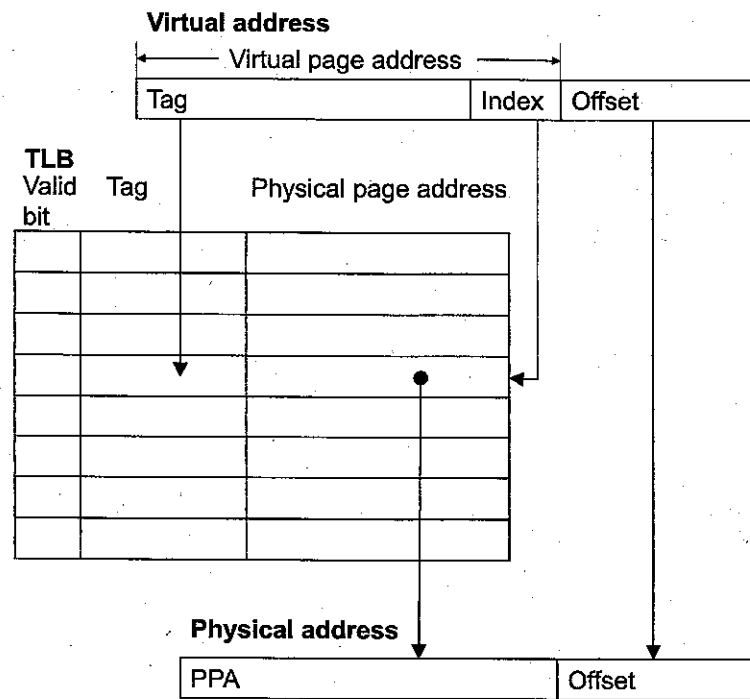 Virtual address
Virtual page address
Tag Index Offset
TLB
Valid Tag Physical page address
bit
Physical address
PPA Offset